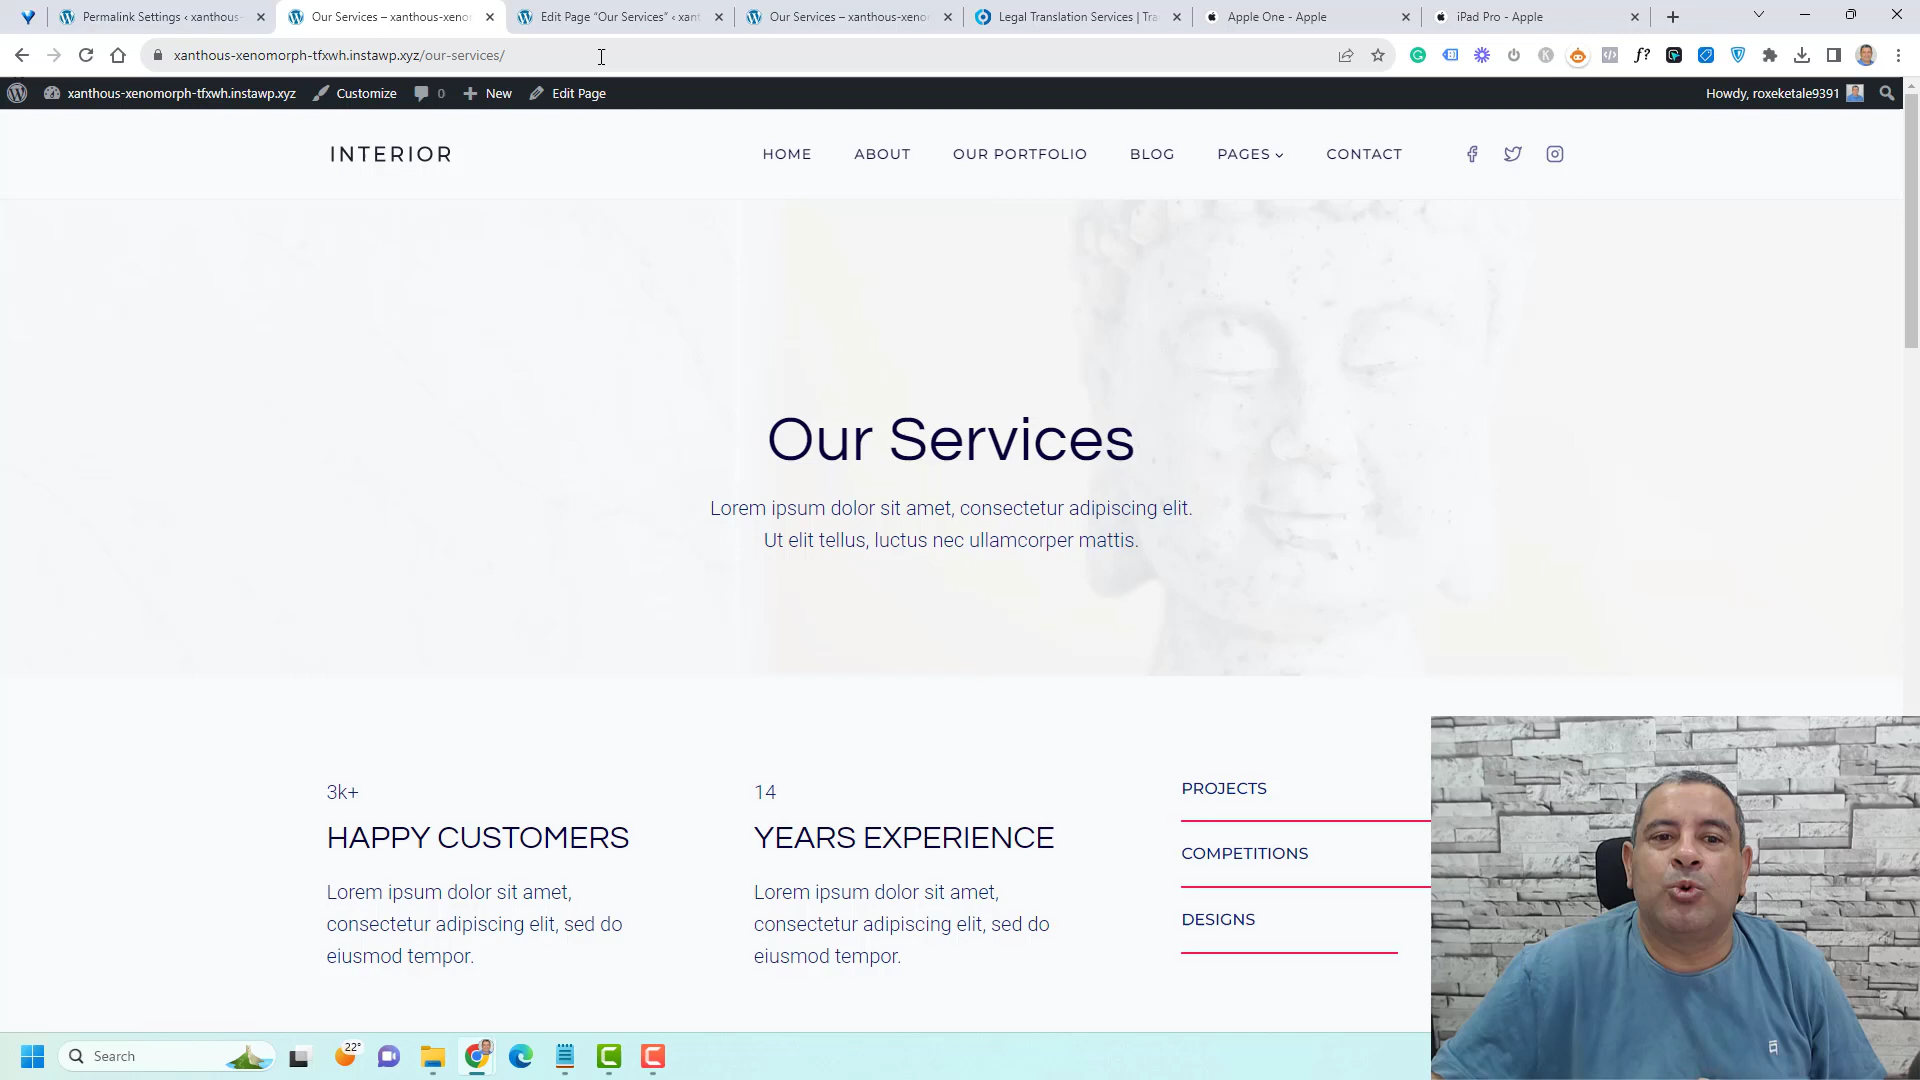 Permalink Settings ‹ xanthous-
Our Services – xanthous-xeno
Edit Page “Our Services” ‹ xant
Our Services – xanthous-xeno
Legal Translation Services | Tra
Apple One - Apple
iPad Pro - Apple
xanthous-xenomorph-tfxwh.instawp.xyz/our-services/
f?
xanthous-xenomorph-tfxwh.instawp.xyz
Customize
0
New
Edit Page
Howdy, roxeketale9391
INTERIOR
HOME
ABOUT
OUR PORTFOLIO
BLOG
PAGES
CONTACT
Our Services
Lorem ipsum dolor sit amet, consectetur adipiscing elit.
Ut elit tellus, luctus nec ullamcorper mattis.
3k+
HAPPY CUSTOMERS
Lorem ipsum dolor sit amet,
consectetur adipiscing elit, sed do
eiusmod tempor.
14
YEARS EXPERIENCE
Lorem ipsum dolor sit amet,
consectetur adipiscing elit, sed do
eiusmod tempor.
PROJECTS
COMPETITIONS
DESIGNS
Search
22°